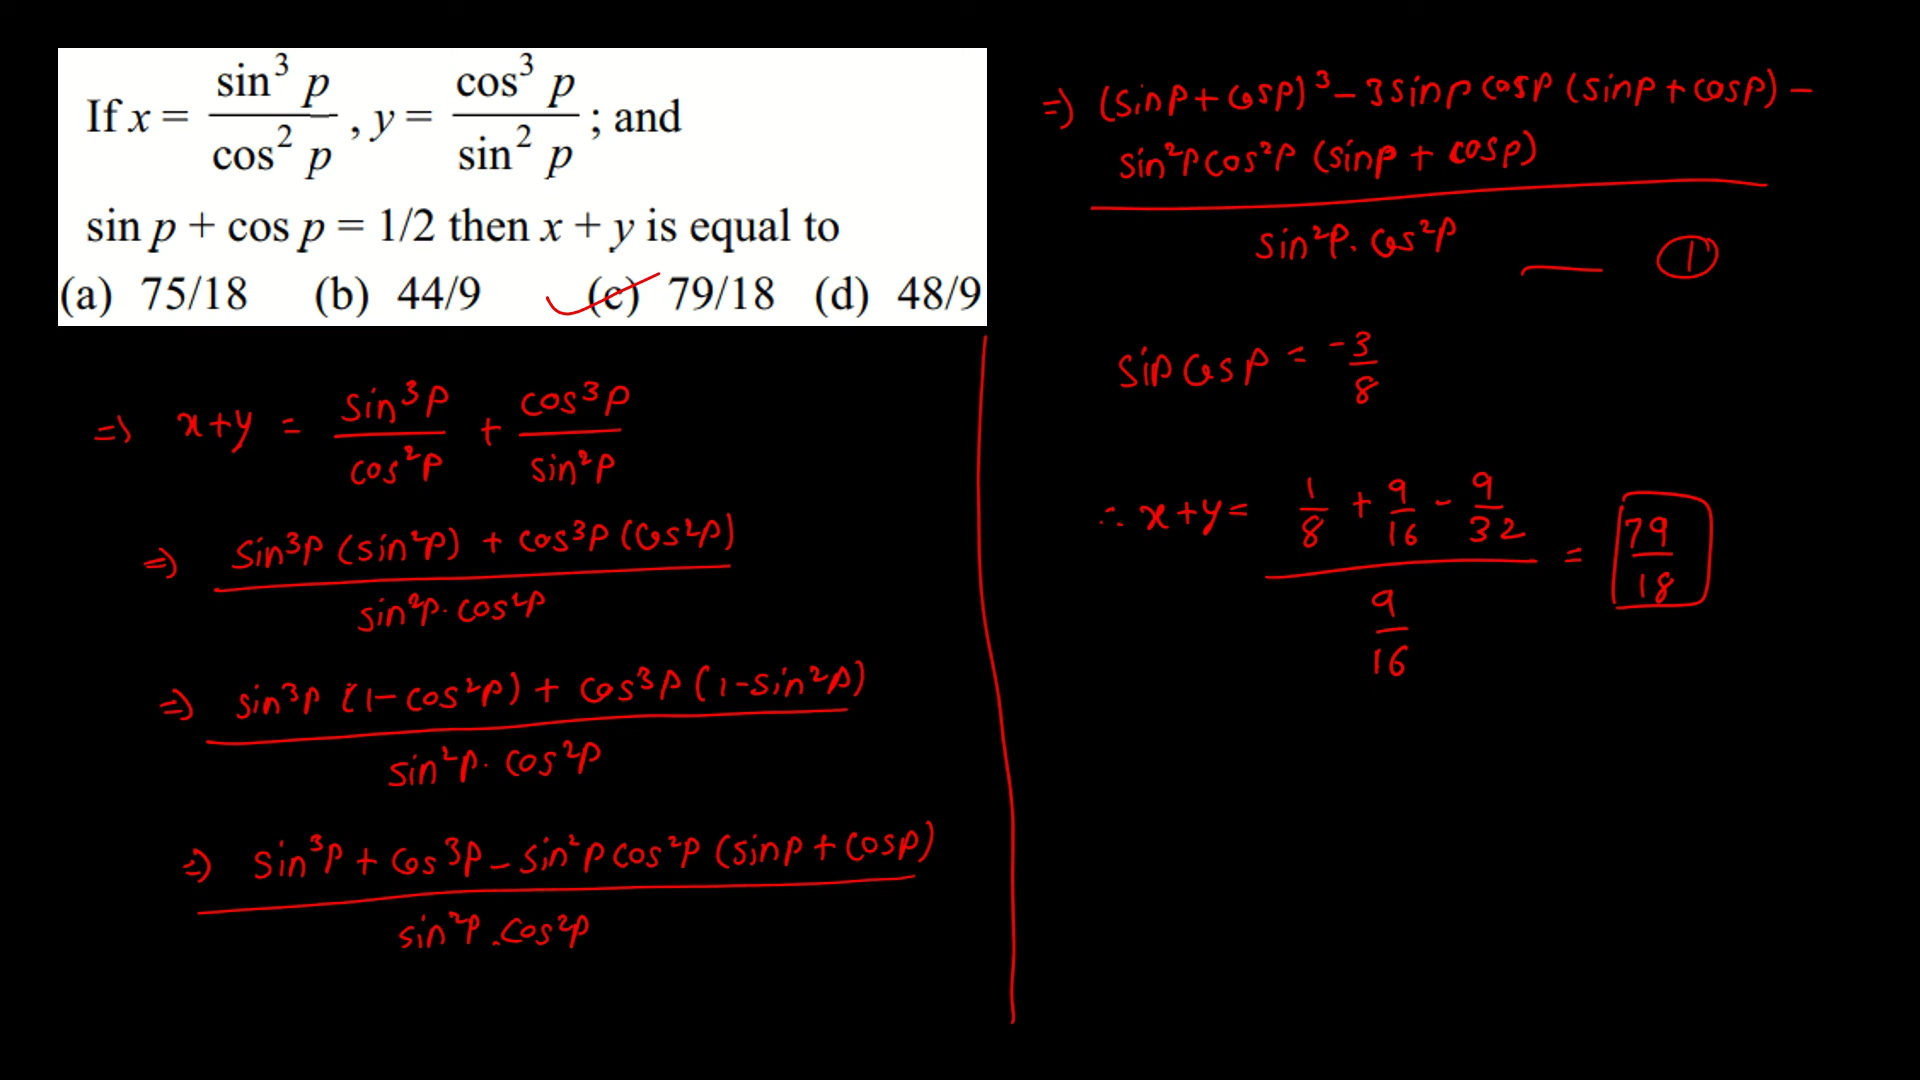 If x = sin³ p / cos² p , y = cos³ p / sin² p ; and
sin p + cos p = 1/2 then x + y is equal to
(a) 75/18 (b) 44/9 (c) 79/18 (d) 48/9
⇒ x+y = sin³p / cos²p + cos³p / sin²p
⇒ sin³p (sin²p) + cos³p (cos²p) / sin²p · cos²p
⇒ sin³p (1 − cos²p) + cos³p (1 − sin²p) / sin²p · cos²p
⇒ sin³p + cos³p − sin²p cos²p (sinp + cosp) / sin²p . cos²p
⇒ (sinp + cosp)³ − 3 sinp cosp (sinp + cosp) −
sin²p cos²p (sinp + cosp)
sin²p · cos²p — ①
sip cosp = -3/8
∴ x+y = (1/8 + 9/16 - 9/32) / (9/16) = 79/18